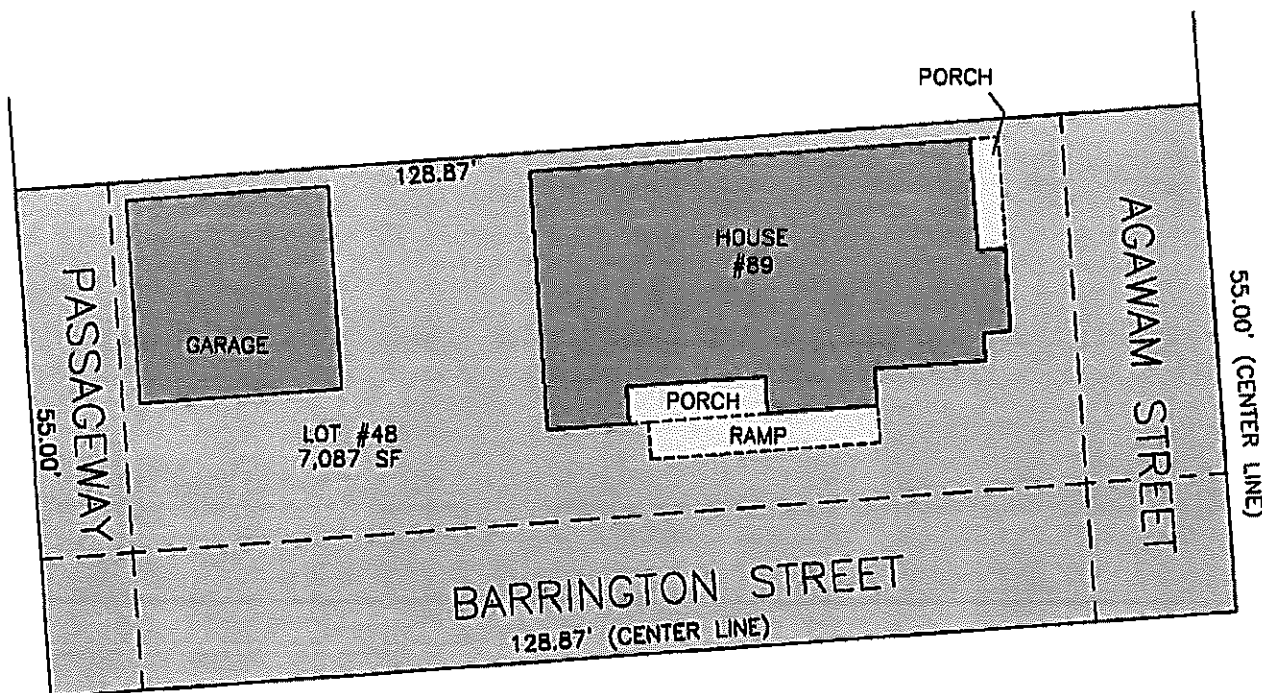 PORCH
128.87'
HOUSE
#89
AGAWAM STREET
PASSAGEWAY
GARAGE
55.00' (CENTER LINE)
PORCH
RAMP
55.00'
LOT #48
7,087 SF
BARRINGTON STREET
128.87' (CENTER LINE)